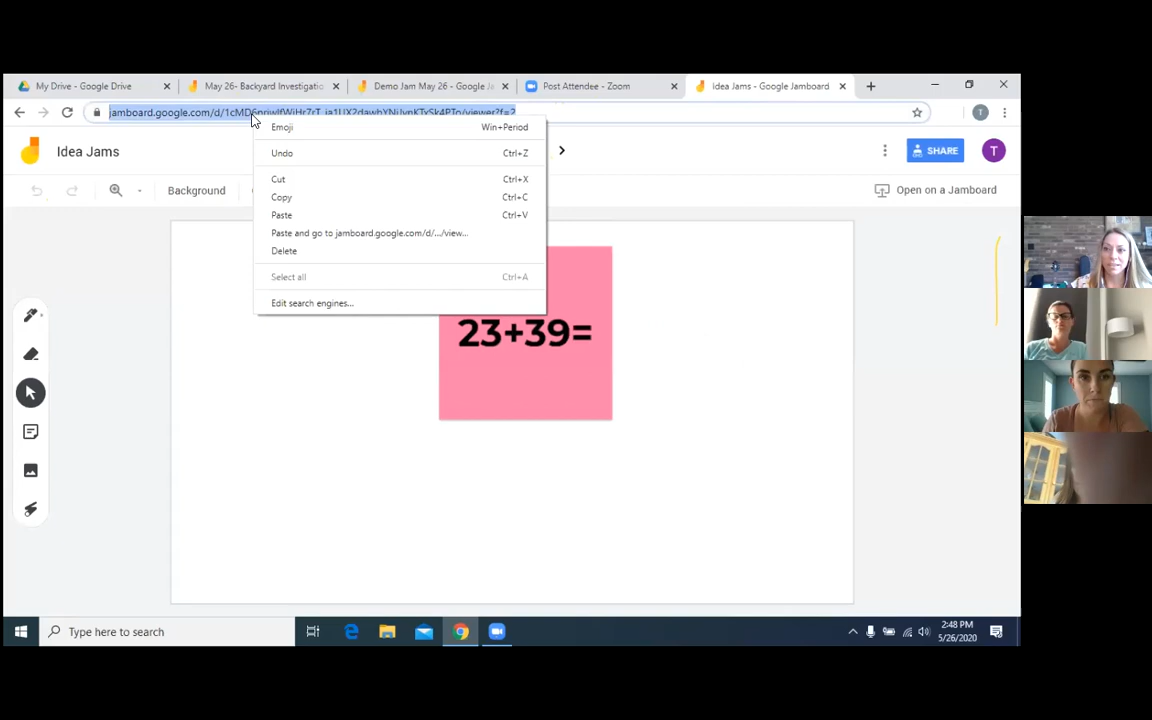 My Drive - Google Drive
May 26- Backyard Investigatio
Demo Jam May 26 - Google J
Post Attendee - Zoom
Idea Jams - Google Jamboard
T
Idea Jams
SHARE
T
Background
Open on a Jamboard
Emoji Win+Period
Undo Ctrl+Z
Cut Ctrl+X
Copy Ctrl+C
Paste Ctrl+V
Paste and go to jamboard.google.com/d/.../view...
Delete
Select all Ctrl+A
Edit search engines...
23+39=
Type here to search
2:48 PM
5/26/2020